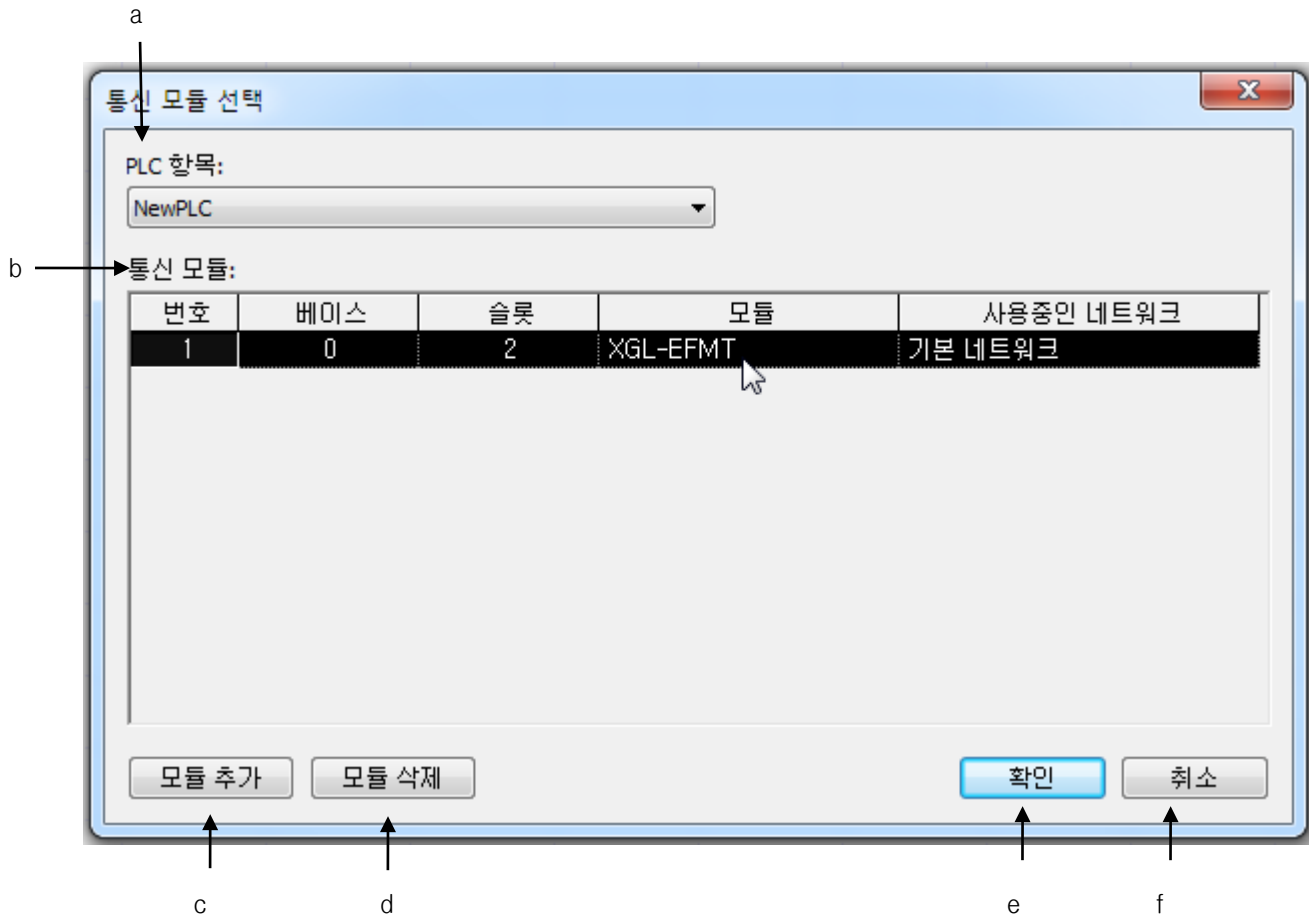 a
통신 모듈 선택
PLC 항목:
NewPLC
b
통신 모듈:
번호 베이스 슬롯 모듈 사용중인 네트워크
1 0 2 XGL-EFMT 기본 네트워크
모듈 추가 모듈 삭제 확인 취소
c d e f